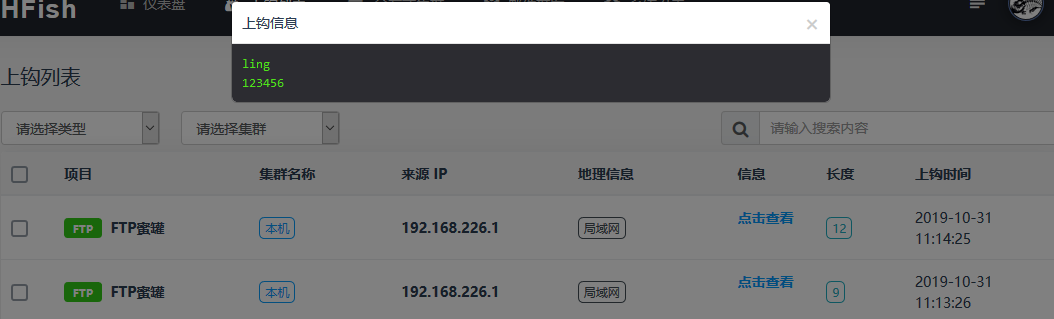 HFish
仪表盘
上钩信息
×
ling
123456
上钩列表
请选择类型
请选择集群
请输入搜索内容
项目 集群名称 来源 IP 地理信息 信息 长度 上钩时间
FTP FTP蜜罐 本机 192.168.226.1 局域网 点击查看 12 2019-10-31
11:14:25
FTP FTP蜜罐 本机 192.168.226.1 局域网 点击查看 9 2019-10-31
11:13:26